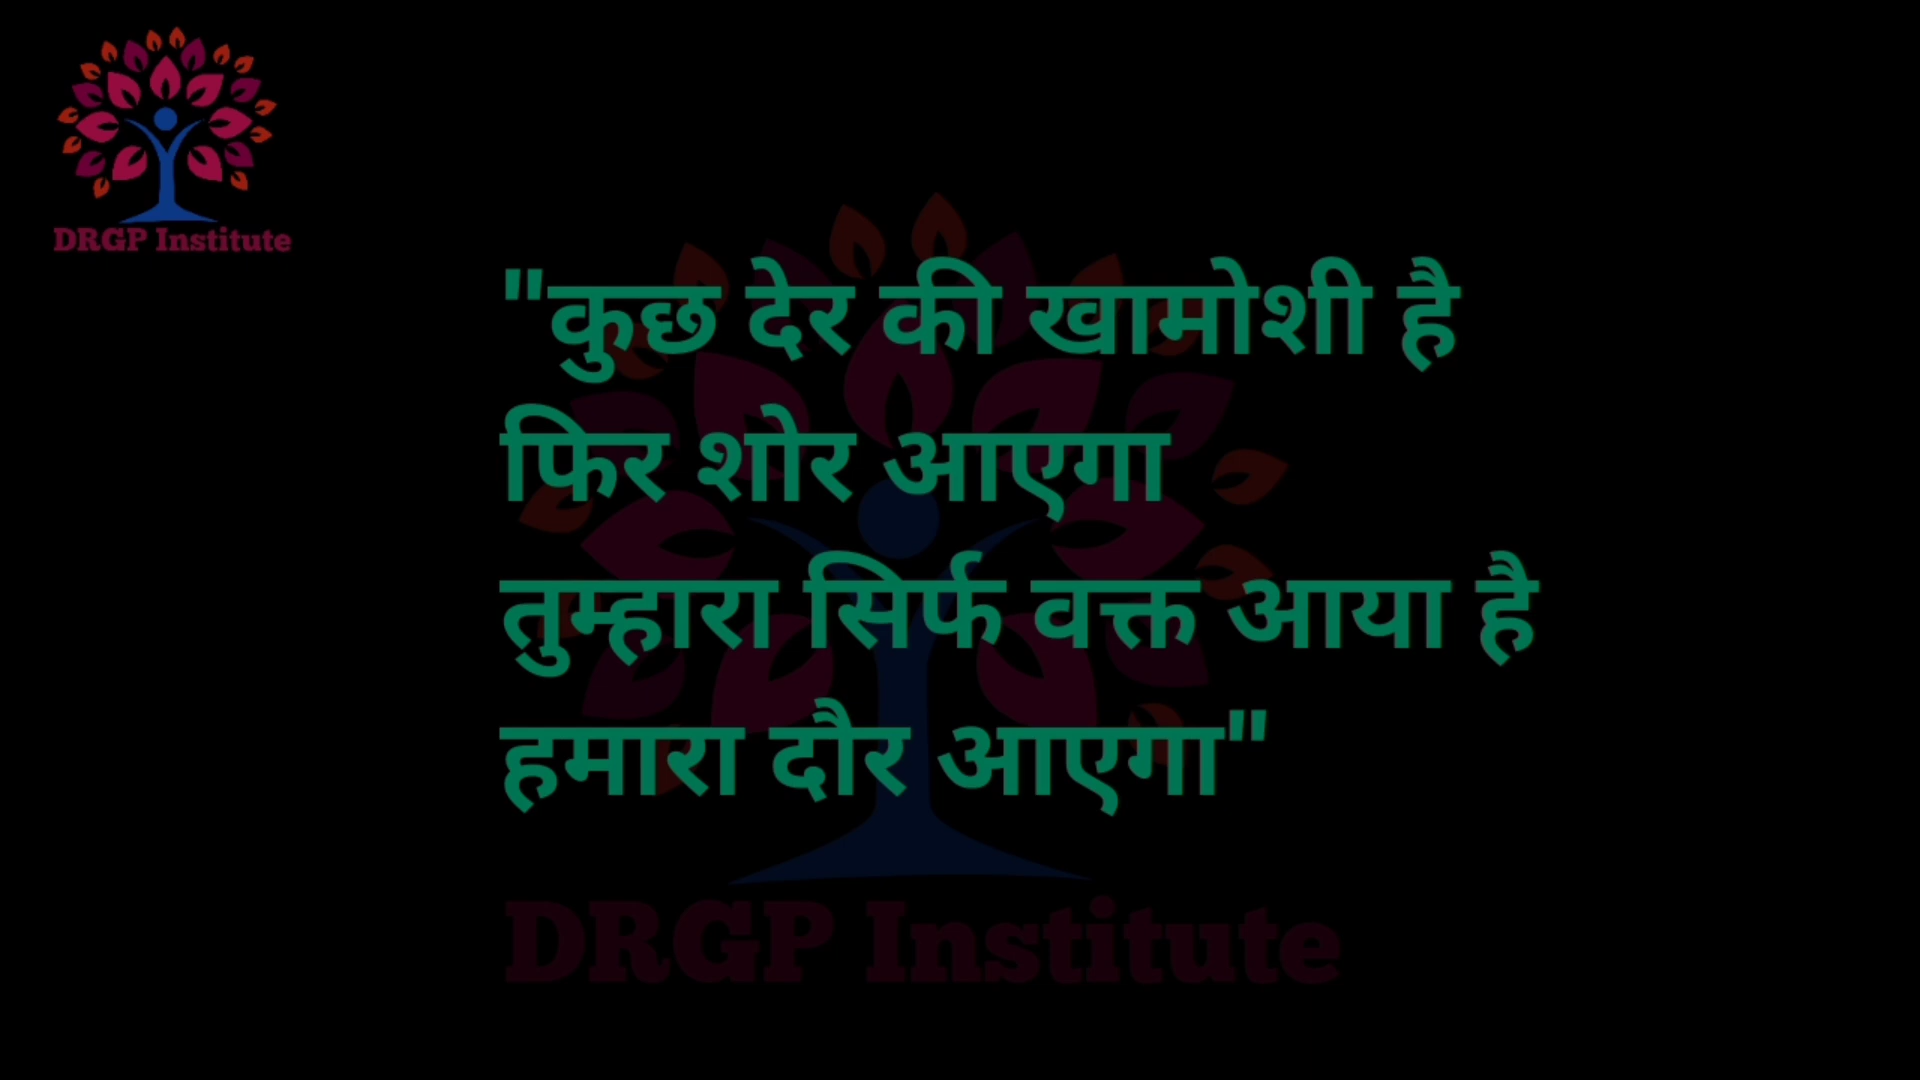 DRGP Institute
"कुछ देर की खामोशी है
फिर शोर आएगा
तुम्हारा सिर्फ वक्त आया है
हमारा दौर आएगा"
DRGP Institute